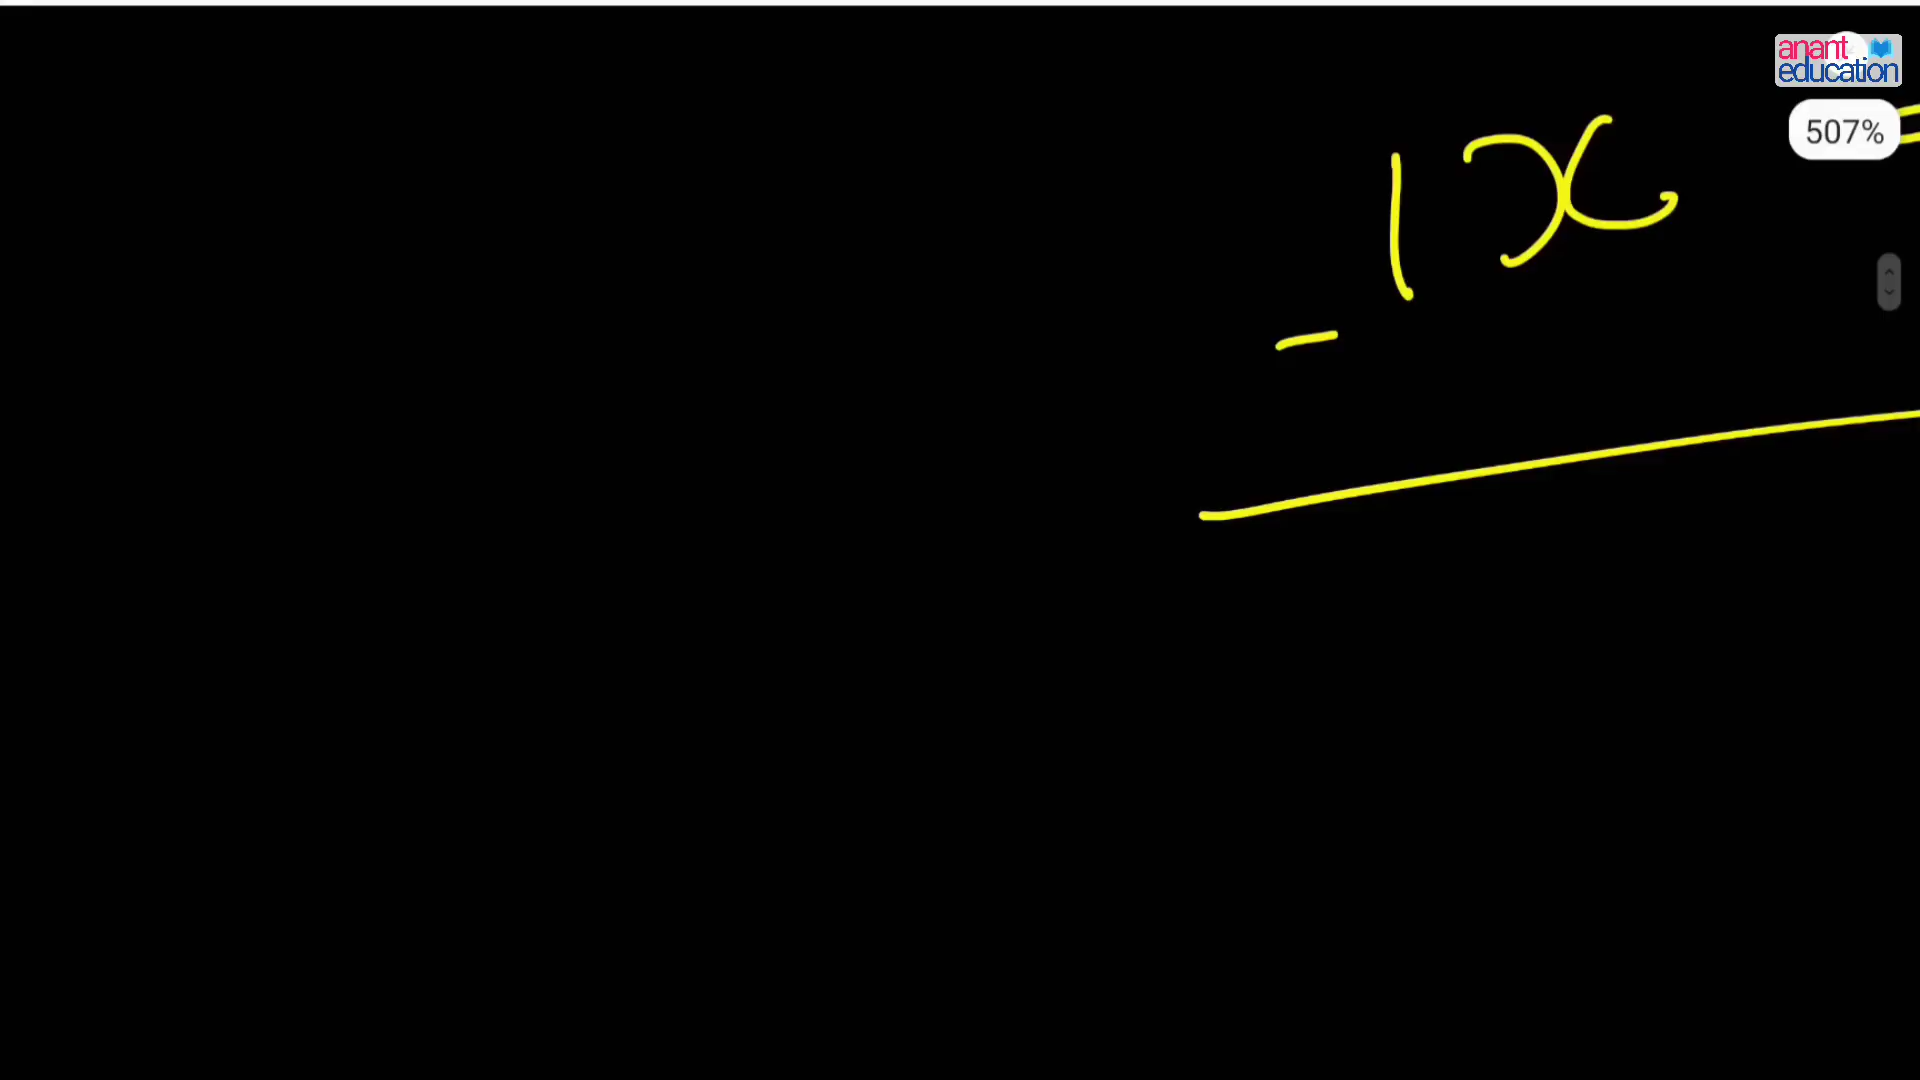 anant
education
507%
1x =
-